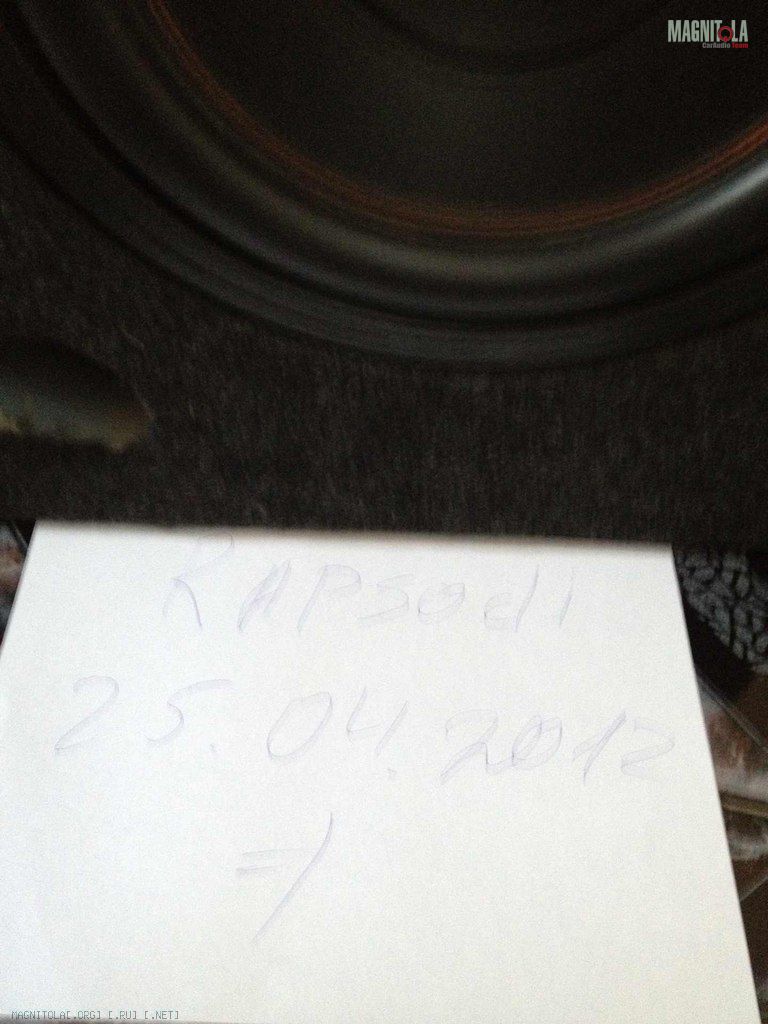 MAGNITOLA
CarAudio Team
RAPSOdi
25.04.2012
=)
MAGNITOLA[.ORG] [.RU] [.NET]